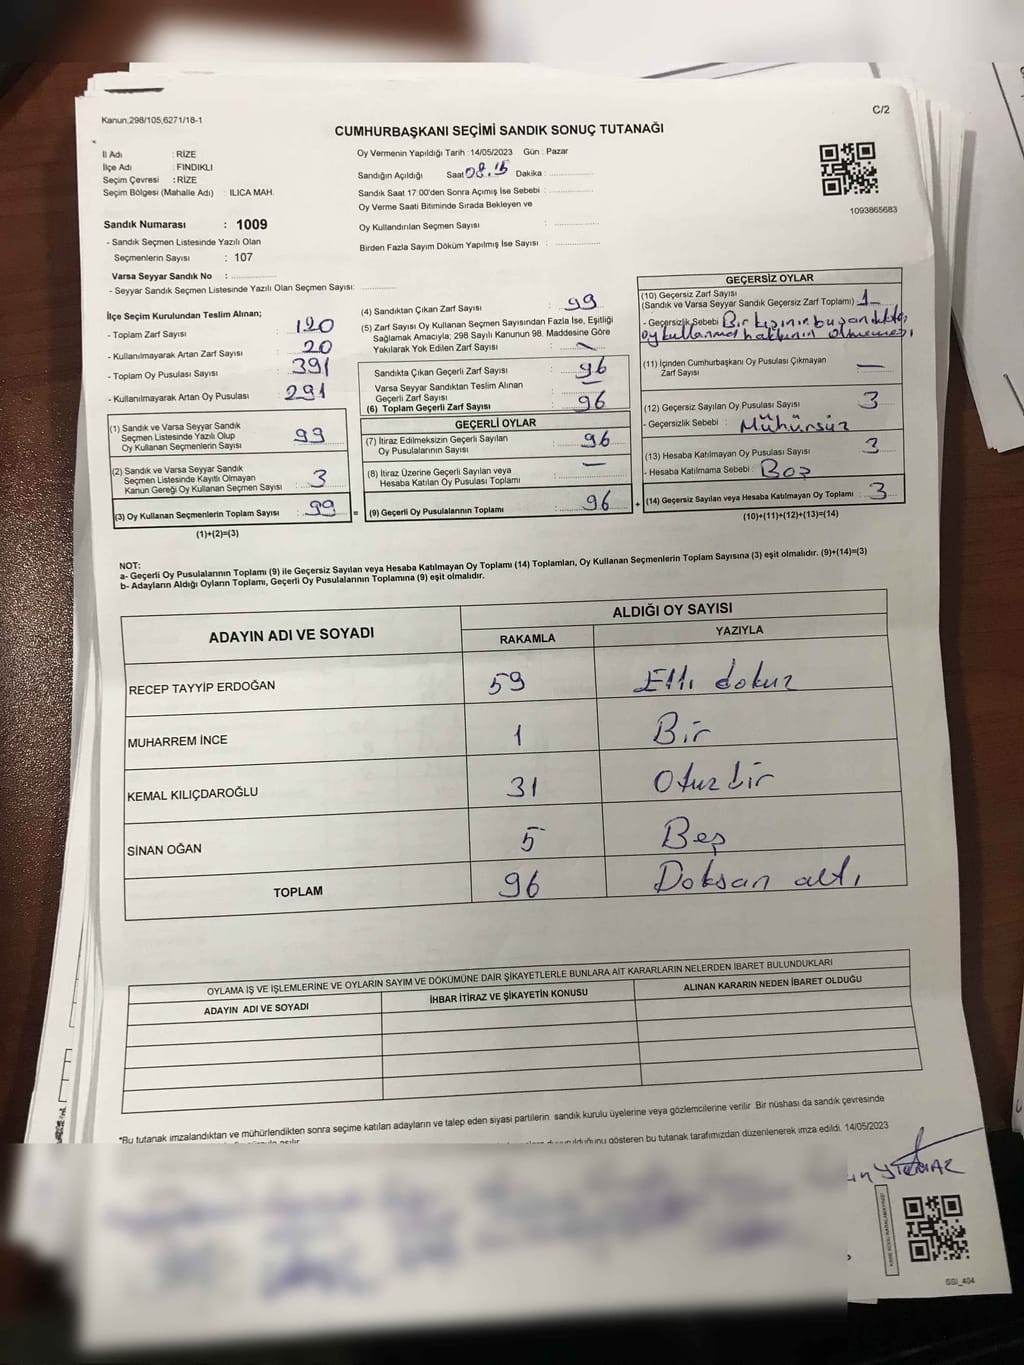 C/2
Kanun,298/105,6271/18-1
CUMHURBAŞKANI SEÇİMİ SANDIK SONUÇ TUTANAĞI
İl Adı : RİZE
İlçe Adı : FINDIKLI
Seçim Çevresi : RİZE
Seçim Bölgesi (Mahalle Adı) : ILICA MAH.
Sandık Numarası : 1009
- Sandık Seçmen Listesinde Yazılı Olan
Seçmenlerin Sayısı : 107
Varsa Seyyar Sandık No :
- Seyyar Sandık Seçmen Listesinde Yazılı Olan Seçmen Sayısı:
Oy Vermenin Yapıldığı Tarih : 14/05/2023 Gün : Pazar
Sandığın Açıldığı Saat 08.15 Dakika :
Sandık Saat 17:00'den Sonra Açımış İse Sebebi :
Oy Verme Saati Bitiminde Sırada Bekleyen ve
Oy Kullandırılan Seçmen Sayısı :
Birden Fazla Sayım Döküm Yapılmış İse Sayısı :
1093865683
İlçe Seçim Kurulundan Teslim Alınan;
- Toplam Zarf Sayısı : 120
- Kullanılmayarak Artan Zarf Sayısı : 20
- Toplam Oy Pusulası Sayısı : 391
- Kullanılmayarak Artan Oy Pusulası : 291
(1) Sandık ve Varsa Seyyar Sandık
Seçmen Listesinde Yazılı Olup
Oy Kullanan Seçmenlerin Sayısı : 99
(2) Sandık ve Varsa Seyyar Sandık
Seçmen Listesinde Kayıtlı Olmayan
Kanun Gereği Oy Kullanan Seçmen Sayısı : 3
(3) Oy Kullanan Seçmenlerin Toplam Sayısı : 99
(1)+(2)=(3)
=
(4) Sandıktan Çıkan Zarf Sayısı : 99
(5) Zarf Sayısı Oy Kullanan Seçmen Sayısından Fazla İse, Eşitliği
Sağlamak Amacıyla; 298 Sayılı Kanunun 98. Maddesine Göre
Yakılarak Yok Edilen Zarf Sayısı : —
Sandıkta Çıkan Geçerli Zarf Sayısı : 96
Varsa Seyyar Sandıktan Teslim Alınan
Geçerli Zarf Sayısı : —
(6) Toplam Geçerli Zarf Sayısı : 96
GEÇERLİ OYLAR
(7) İtiraz Edilmeksizin Geçerli Sayılan
Oy Pusulalarının Sayısı : 96
(8) İtiraz Üzerine Geçerli Sayılan veya
Hesaba Katılan Oy Pusulası Toplamı : —
(9) Geçerli Oy Pusulalarının Toplamı : 96
+
GEÇERSİZ OYLAR
(10) Geçersiz Zarf Sayısı
(Sandık ve Varsa Seyyar Sandık Geçersiz Zarf Toplamı) : 1
- Geçersizlik Sebebi : Bir kişinin bu sandıkta
oy kullanma hakkının olmaması
(11) İçinden Cumhurbaşkanı Oy Pusulası Çıkmayan
Zarf Sayısı : —
(12) Geçersiz Sayılan Oy Pusulası Sayısı : 3
- Geçersizlik Sebebi : Mühürsüz
(13) Hesaba Katılmayan Oy Pusulası Sayısı : 3
- Hesaba Katılmama Sebebi : Boş
(14) Geçersiz Sayılan veya Hesaba Katılmayan Oy Toplamı : 3
(10)+(11)+(12)+(13)=(14)
NOT:
a- Geçerli Oy Pusulalarının Toplamı (9) ile Geçersiz Sayılan veya Hesaba Katılmayan Oy Toplamı (14) Toplamları, Oy Kullanan Seçmenlerin Toplam Sayısına (3) eşit olmalıdır. (9)+(14)=(3)
b- Adayların Aldığı Oyların Toplamı, Geçerli Oy Pusulalarının Toplamına (9) eşit olmalıdır.
ADAYIN ADI VE SOYADI ALDIĞI OY SAYISI
RAKAMLA YAZIYLA
RECEP TAYYİP ERDOĞAN 59 Elli dokuz
MUHARREM İNCE 1 Bir
KEMAL KILIÇDAROĞLU 31 Otuzbir
SİNAN OĞAN 5 Beş
TOPLAM 96 Doksan altı
OYLAMA İŞ VE İŞLEMLERİNE VE OYLARIN SAYIM VE DÖKÜMÜNE DAİR ŞİKAYETLERLE BUNLARA AİT KARARLARIN NELERDEN İBARET BULUNDUKLARI
ADAYIN ADI VE SOYADI İHBAR İTİRAZ VE ŞİKAYETİN KONUSU ALINAN KARARIN NEDEN İBARET OLDUĞU
*Bu tutanak imzalandıktan ve mühürlendikten sonra seçime katılan adayların ve talep eden siyasi partilerin sandık kurulu üyelerine veya gözlemcilerine verilir. Bir nüshası da sandık çevresinde
gösteren bu tutanak tarafımızdan düzenlenerek imza edildi. 14/05/2023